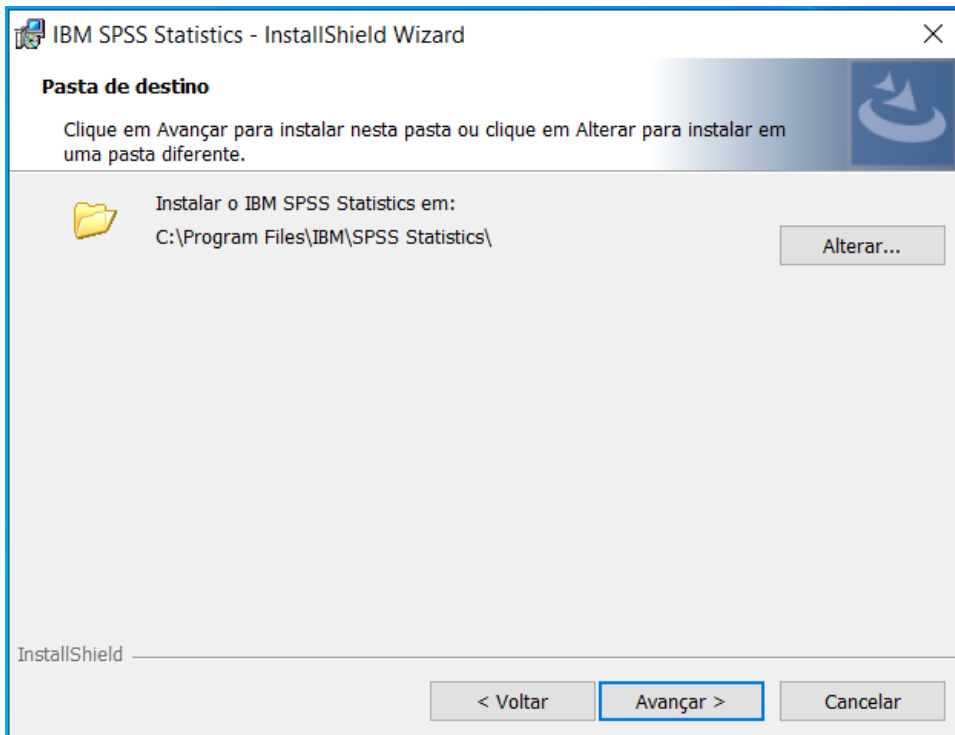 IBM SPSS Statistics - InstallShield Wizard
Pasta de destino
Clique em Avançar para instalar nesta pasta ou clique em Alterar para instalar em
uma pasta diferente.
Instalar o IBM SPSS Statistics em:
C:\Program Files\IBM\SPSS Statistics\
Alterar...
InstallShield
< Voltar
Avançar >
Cancelar